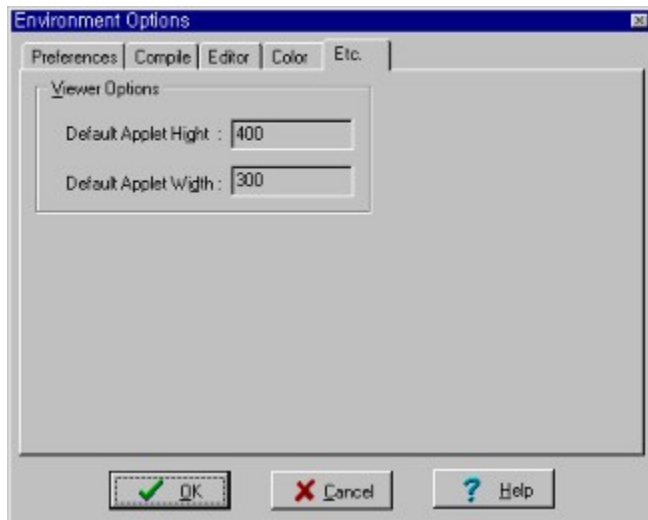 Environment Options
Preferences Compile Editor Color Etc.
Viewer Options
Default Applet Hight : 400
Default Applet Width : 300
OK Cancel Help